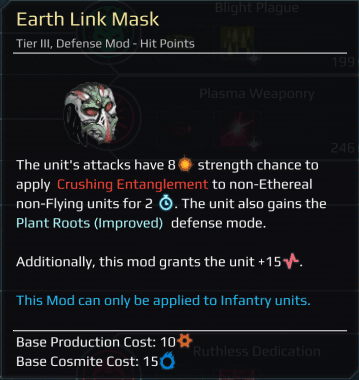 Blight Plague
Earth Link Mask
Tier III, Defense Mod - Hit Points
199
Plasma Weaponry
246
The unit's attacks have 8 strength chance to
apply Crushing Entanglement to non-Ethereal
non-Flying units for 2 . The unit also gains the
Plant Roots (Improved) defense mode.
Additionally, this mod grants the unit +15 .
This Mod can only be applied to Infantry units.
Base Production Cost: 10
Ruthless Dedication
Base Cosmite Cost: 15